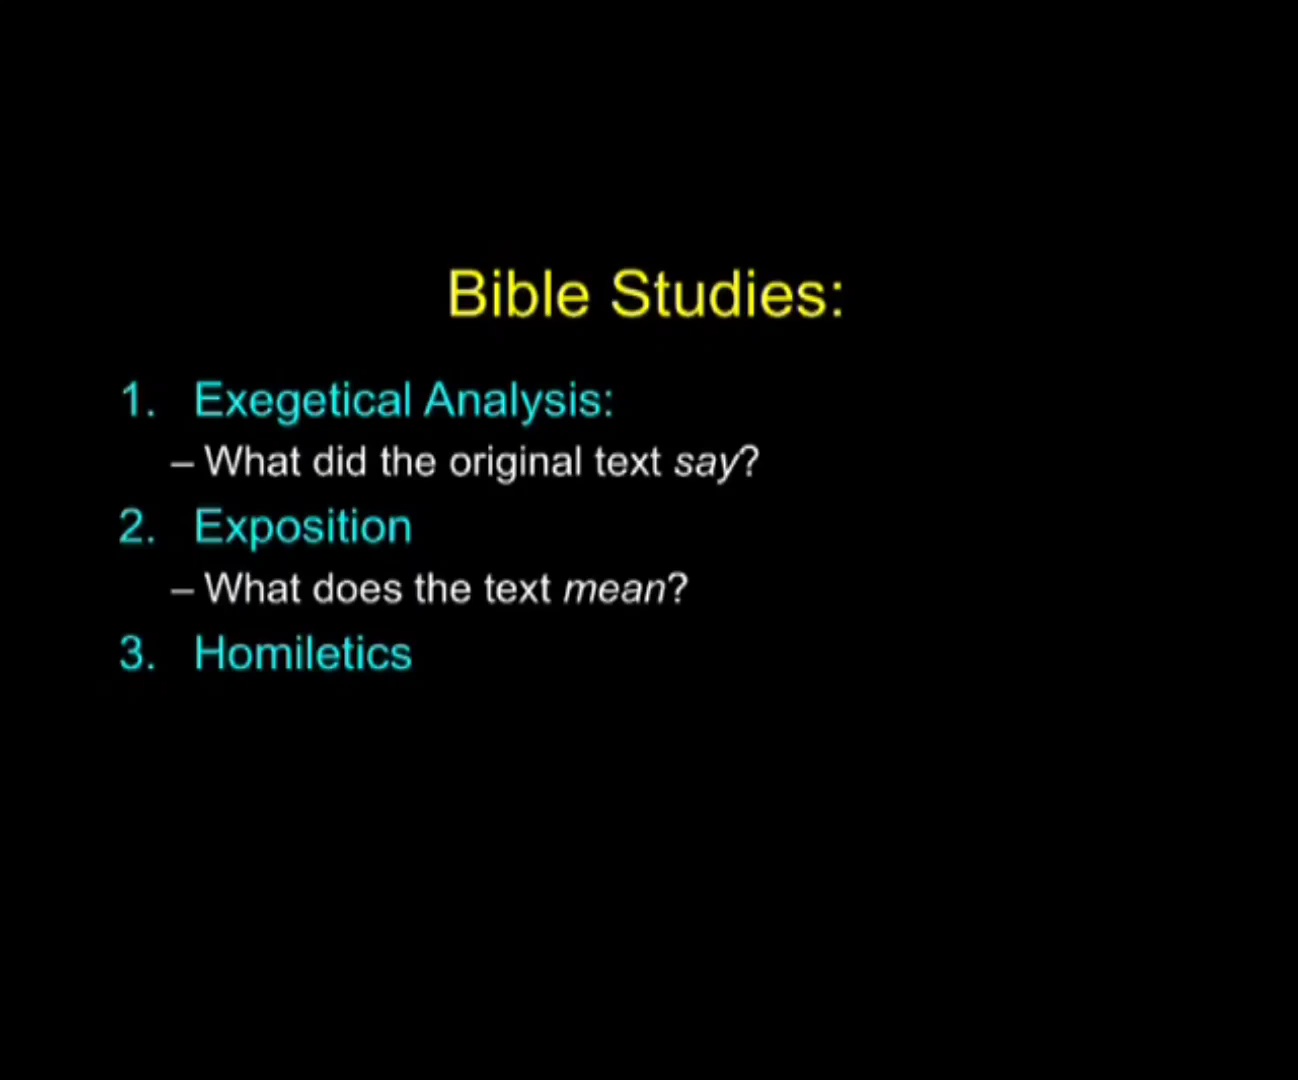 Bible Studies:
1. Exegetical Analysis:
– What did the original text say?
2. Exposition
– What does the text mean?
3. Homiletics